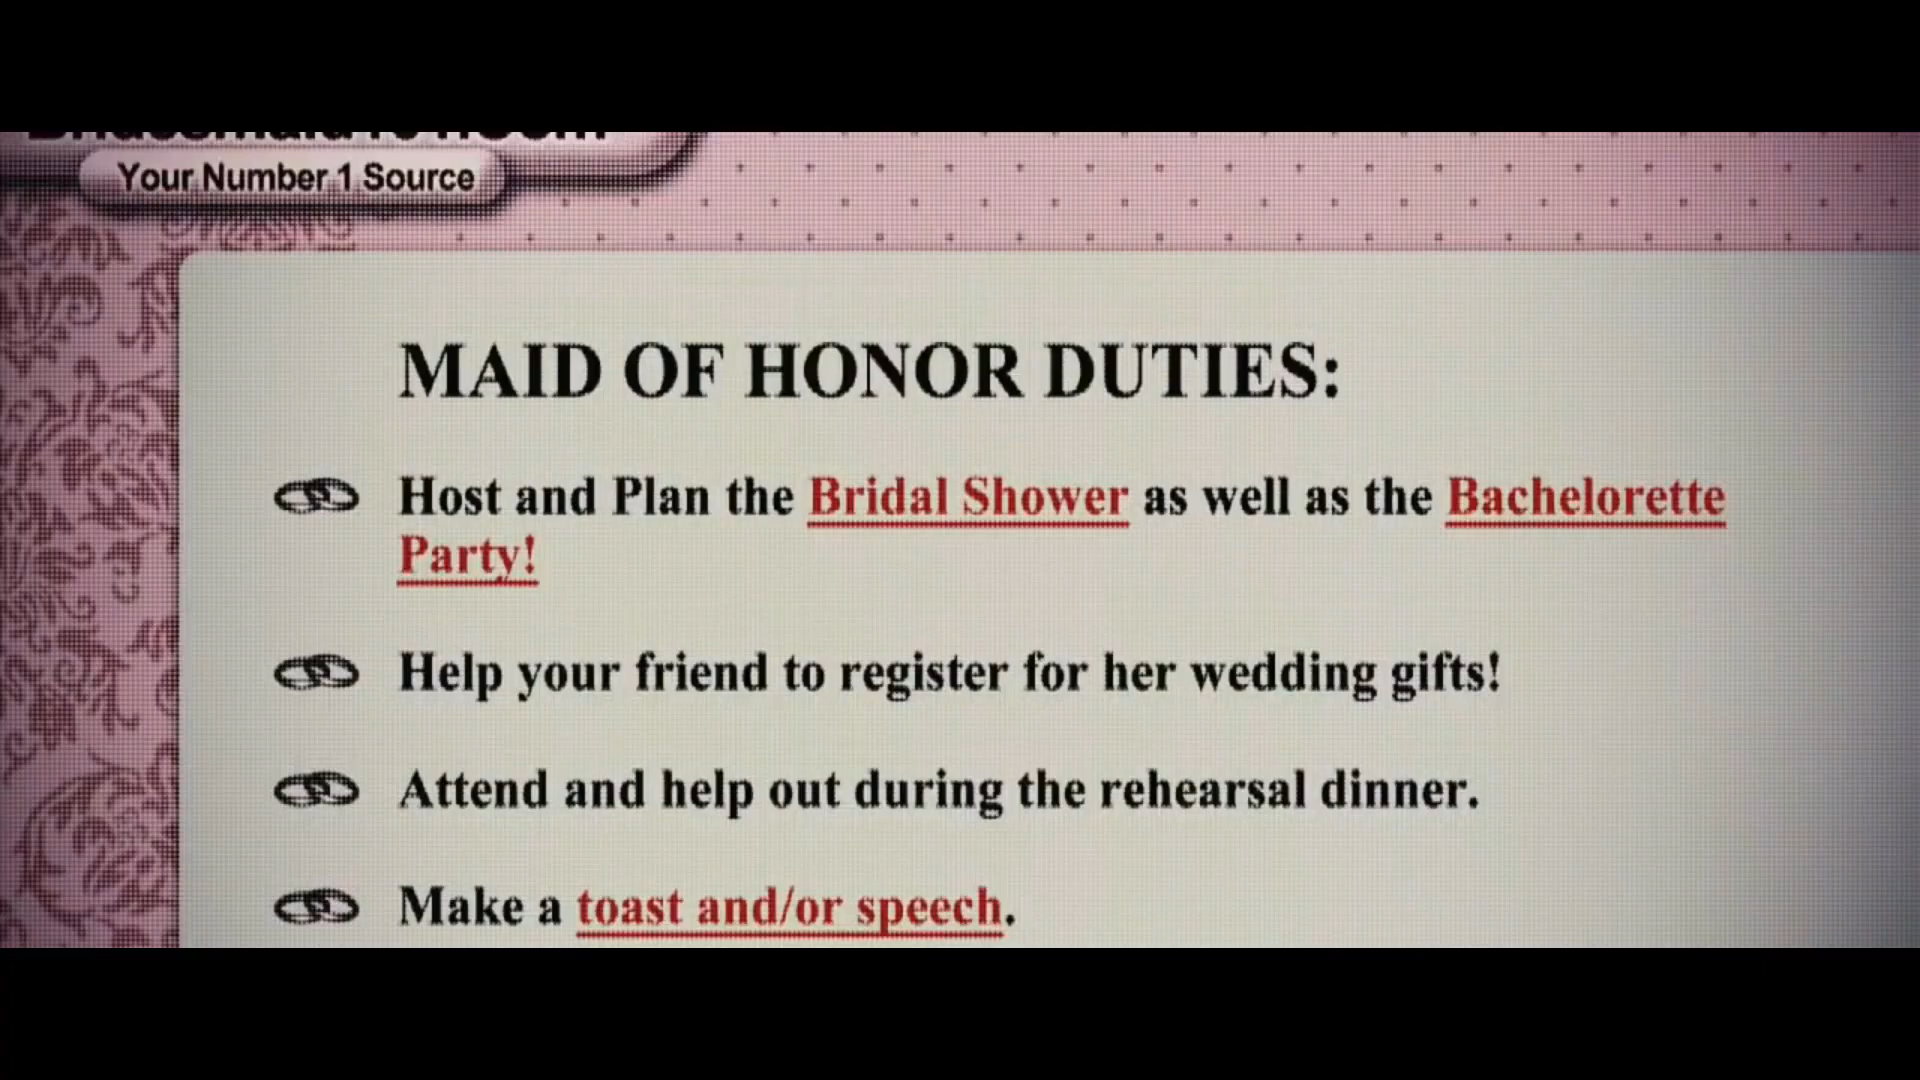 Your Number 1 Source
MAID OF HONOR DUTIES:
Host and Plan the Bridal Shower as well as the Bachelorette
Party!
Help your friend to register for her wedding gifts!
Attend and help out during the rehearsal dinner.
Make a toast and/or speech.